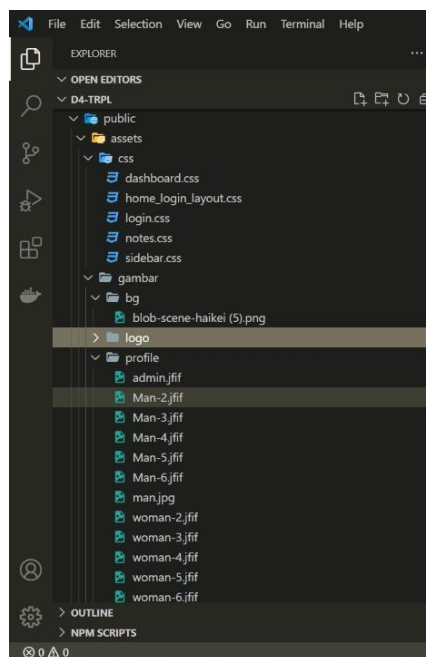 File Edit Selection View Go Run Terminal Help
EXPLORER ...
OPEN EDITORS
D4-TRPL
public
assets
css
dashboard.css
home_login_layout.css
login.css
notes.css
sidebar.css
gambar
bg
blob-scene-haikei (5).png
logo
profile
admin.jfif
Man-2.jfif
Man-3.jfif
Man-4.jfif
Man-5.jfif
Man-6.jfif
man.jpg
woman-2.jfif
woman-3.jfif
woman-4.jfif
woman-5.jfif
woman-6.jfif
OUTLINE
NPM SCRIPTS
0 0